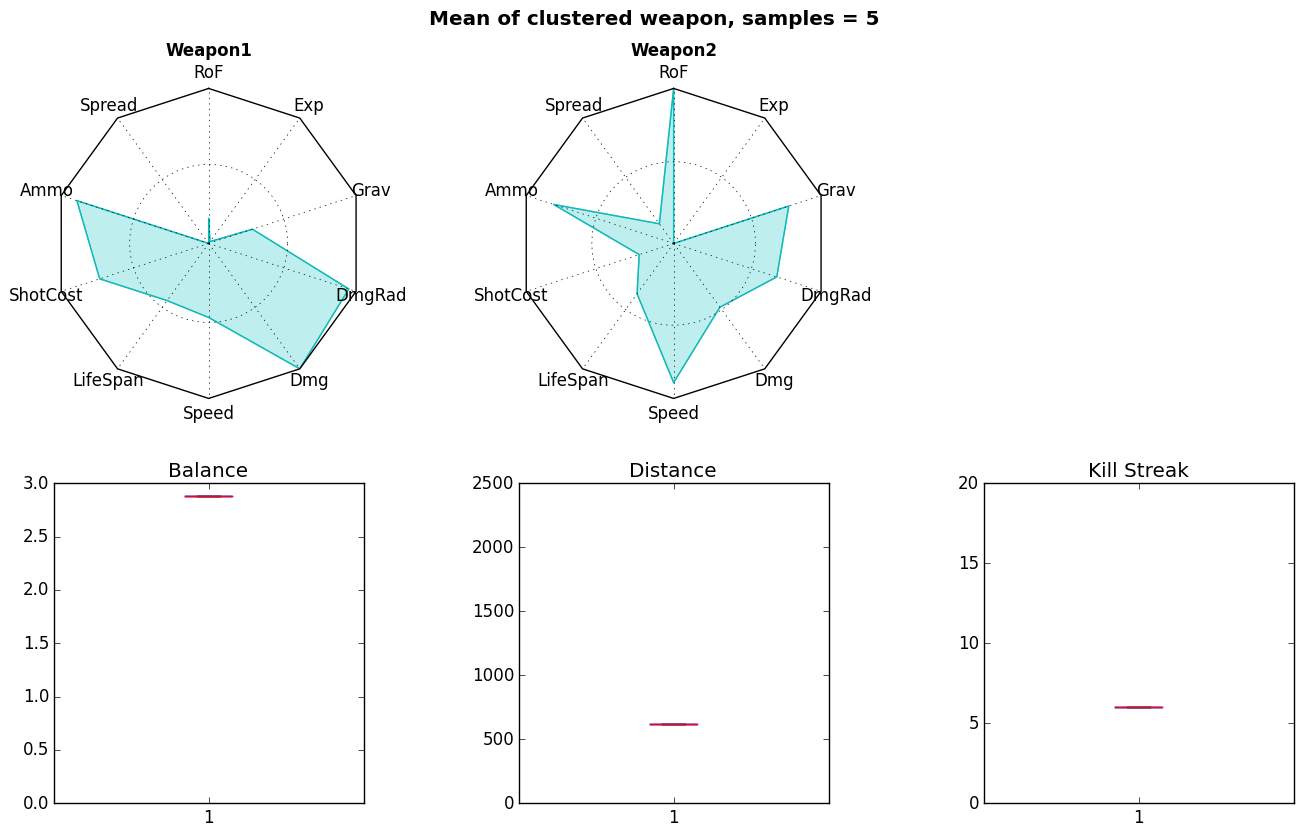 Mean of clustered weapon, samples = 5
Weapon1
RoF
Spread
Exp
Ammo
Grav
ShotCost
DmgRad
LifeSpan
Dmg
Speed
Weapon2
RoF
Spread
Exp
Ammo
Grav
ShotCost
DmgRad
LifeSpan
Dmg
Speed
Balance
3.0
2.5
2.0
1.5
1.0
0.5
0.0
1
Distance
2500
2000
1500
1000
500
0
1
Kill Streak
20
15
10
5
0
1